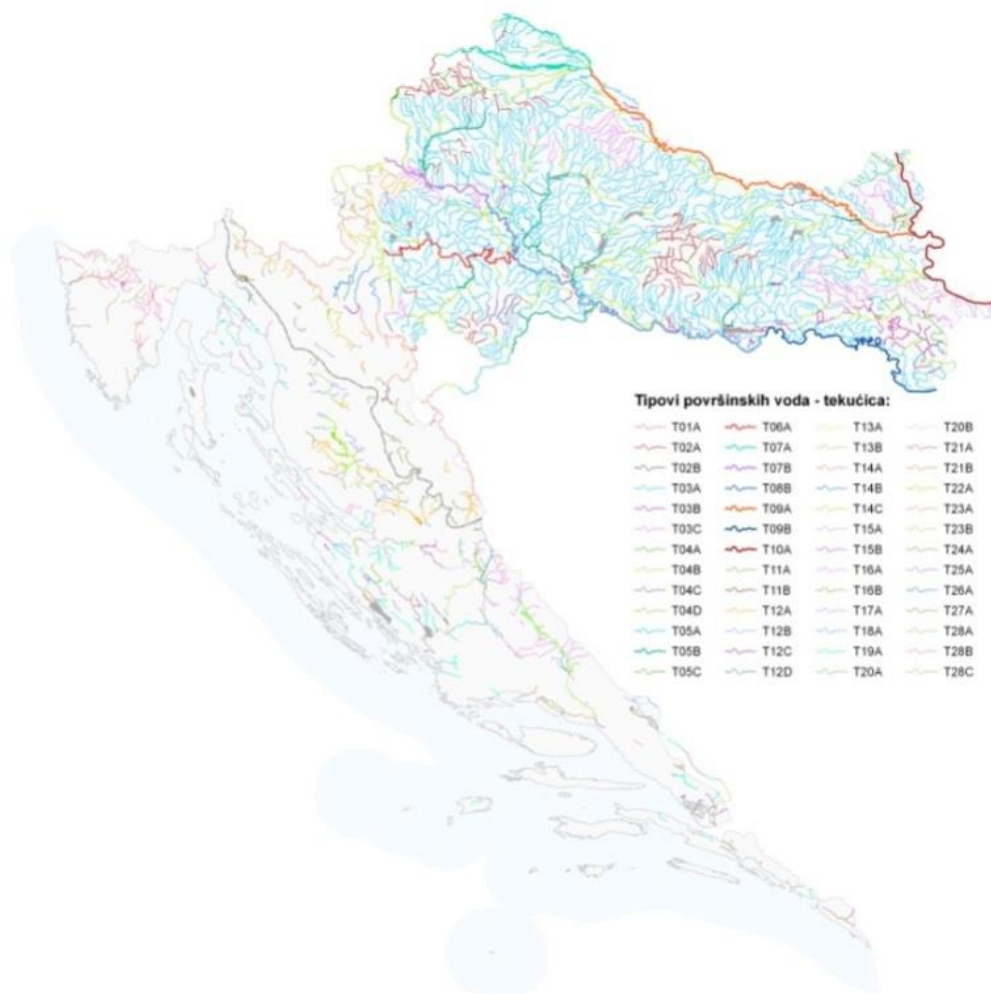 Tipovi površinskih voda - tekućica:
T01A T06A T13A T20B
T02A T07A T13B T21A
T02B T07B T14A T21B
T03A T08B T14B T22A
T03B T09A T14C T23A
T03C T09B T15A T23B
T04A T10A T15B T24A
T04B T11A T16A T25A
T04C T11B T16B T26A
T04D T12A T17A T27A
T05A T12B T18A T28A
T05B T12C T19A T28B
T05C T12D T20A T28C